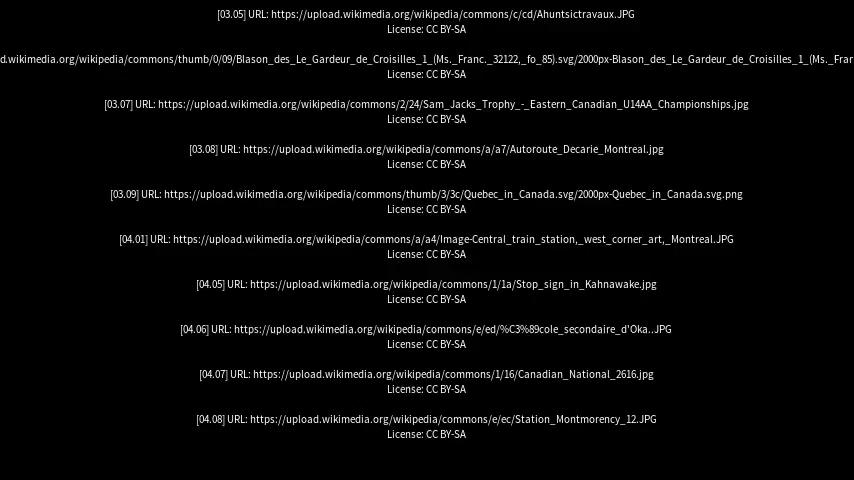 [03.05] URL: https://upload.wikimedia.org/wikipedia/commons/c/cd/Ahuntsictravaux.JPG
License: CC BY-SA
d.wikimedia.org/wikipedia/commons/thumb/0/09/Blason_des_Le_Gardeur_de_Croisilles_1_(Ms._Franc._32122,_fo_85).svg/2000px-Blason_des_Le_Gardeur_de_Croisilles_1_(Ms._Fran
License: CC BY-SA
[03.07] URL: https://upload.wikimedia.org/wikipedia/commons/2/24/Sam_Jacks_Trophy_-_Eastern_Canadian_U14AA_Championships.jpg
License: CC BY-SA
[03.08] URL: https://upload.wikimedia.org/wikipedia/commons/a/a7/Autoroute_Decarie_Montreal.jpg
License: CC BY-SA
[03.09] URL: https://upload.wikimedia.org/wikipedia/commons/thumb/3/3c/Quebec_in_Canada.svg/2000px-Quebec_in_Canada.svg.png
License: CC BY-SA
[04.01] URL: https://upload.wikimedia.org/wikipedia/commons/a/a4/Image-Central_train_station,_west_corner_art,_Montreal.JPG
License: CC BY-SA
[04.05] URL: https://upload.wikimedia.org/wikipedia/commons/1/1a/Stop_sign_in_Kahnawake.jpg
License: CC BY-SA
[04.06] URL: https://upload.wikimedia.org/wikipedia/commons/e/ed/%C3%89cole_secondaire_d'Oka..JPG
License: CC BY-SA
[04.07] URL: https://upload.wikimedia.org/wikipedia/commons/1/16/Canadian_National_2616.jpg
License: CC BY-SA
[04.08] URL: https://upload.wikimedia.org/wikipedia/commons/e/ec/Station_Montmorency_12.JPG
License: CC BY-SA